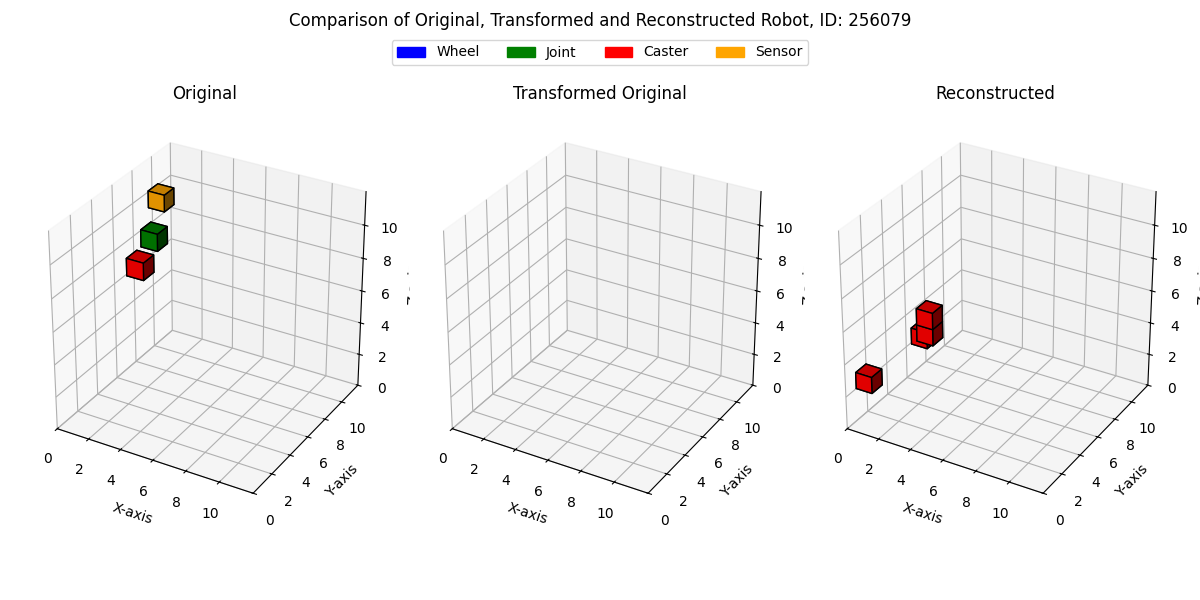 Comparison of Original, Transformed and Reconstructed Robot, ID: 256079
Wheel Joint Caster Sensor
Original Transformed Original Reconstructed
10 10 10
8 8 8
6 6 6
4 4 4
2 2 2
0 0 0
0 2 4 6 8 10 0 2 4 6 8 10 0 2 4 6 8 10
X-axis X-axis X-axis
0 2 4 6 8 10 0 2 4 6 8 10 0 2 4 6 8 10
Y-axis Y-axis Y-axis